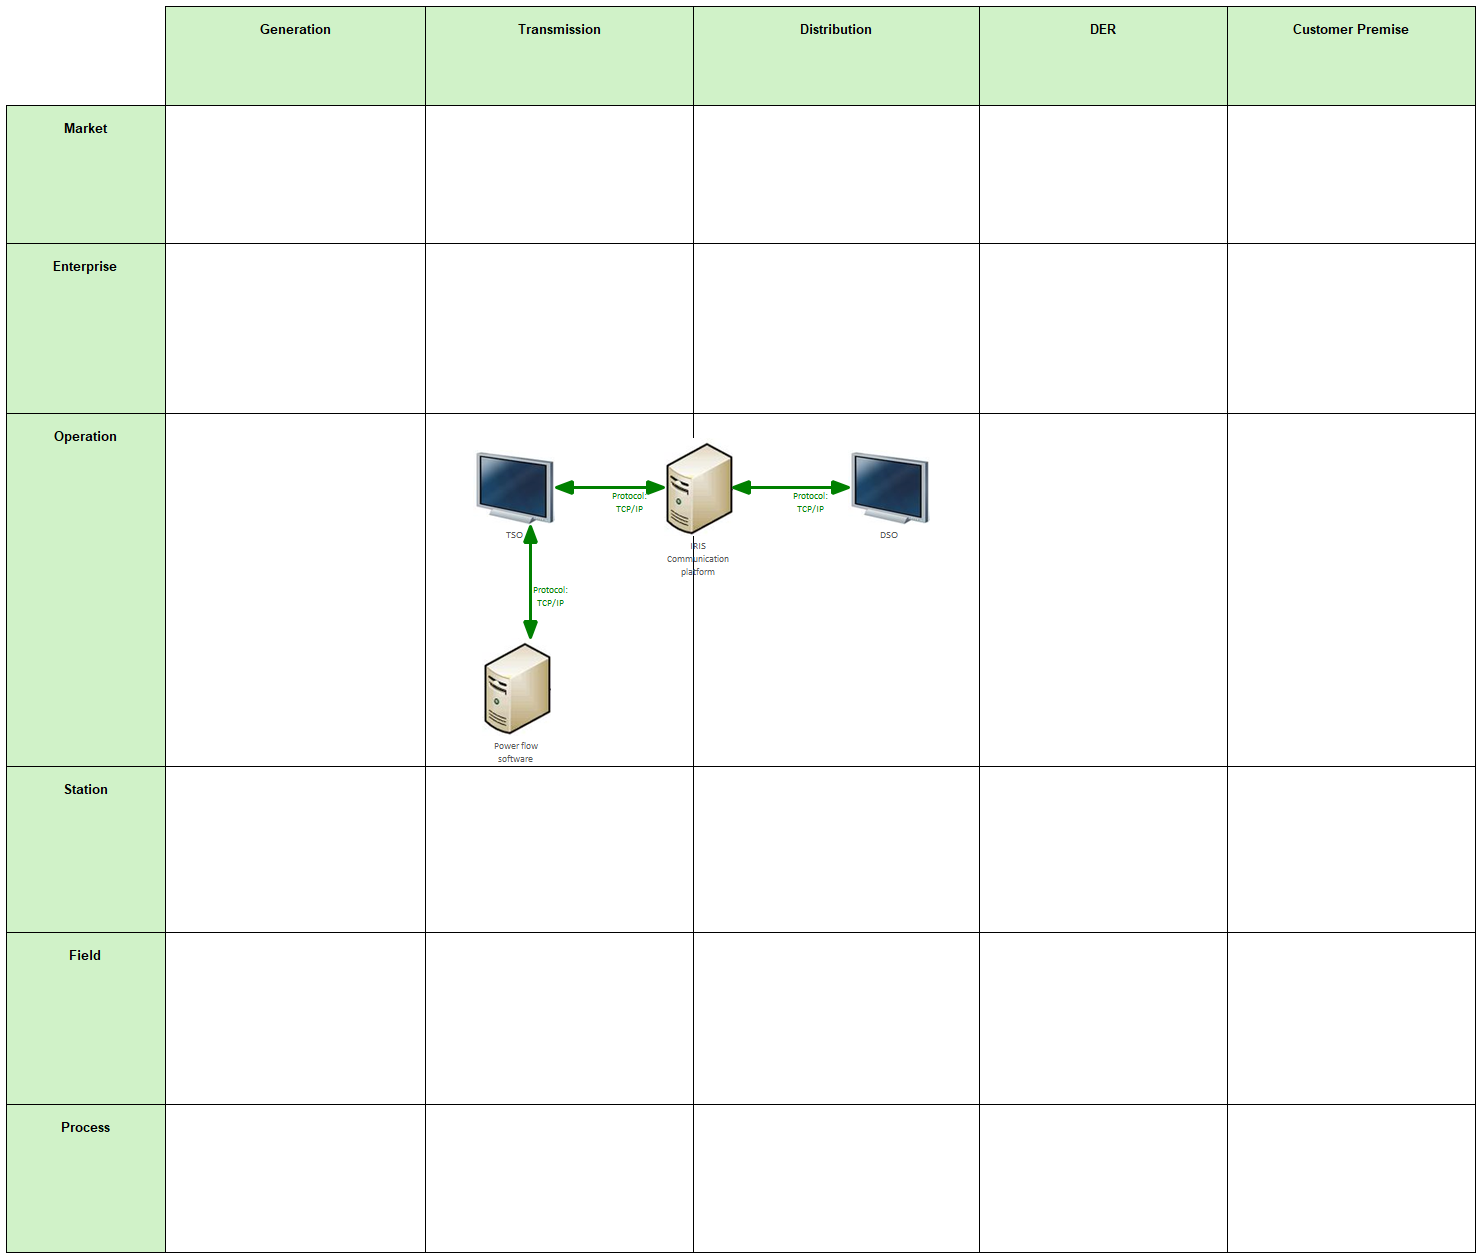 Generation
Transmission
Distribution
DER
Customer Premise
Market
Enterprise
Operation
TSO
Protocol:
TCP/IP
IRIS
Communication
platform
Protocol:
TCP/IP
DSO
Protocol:
TCP/IP
Power flow
software
Station
Field
Process